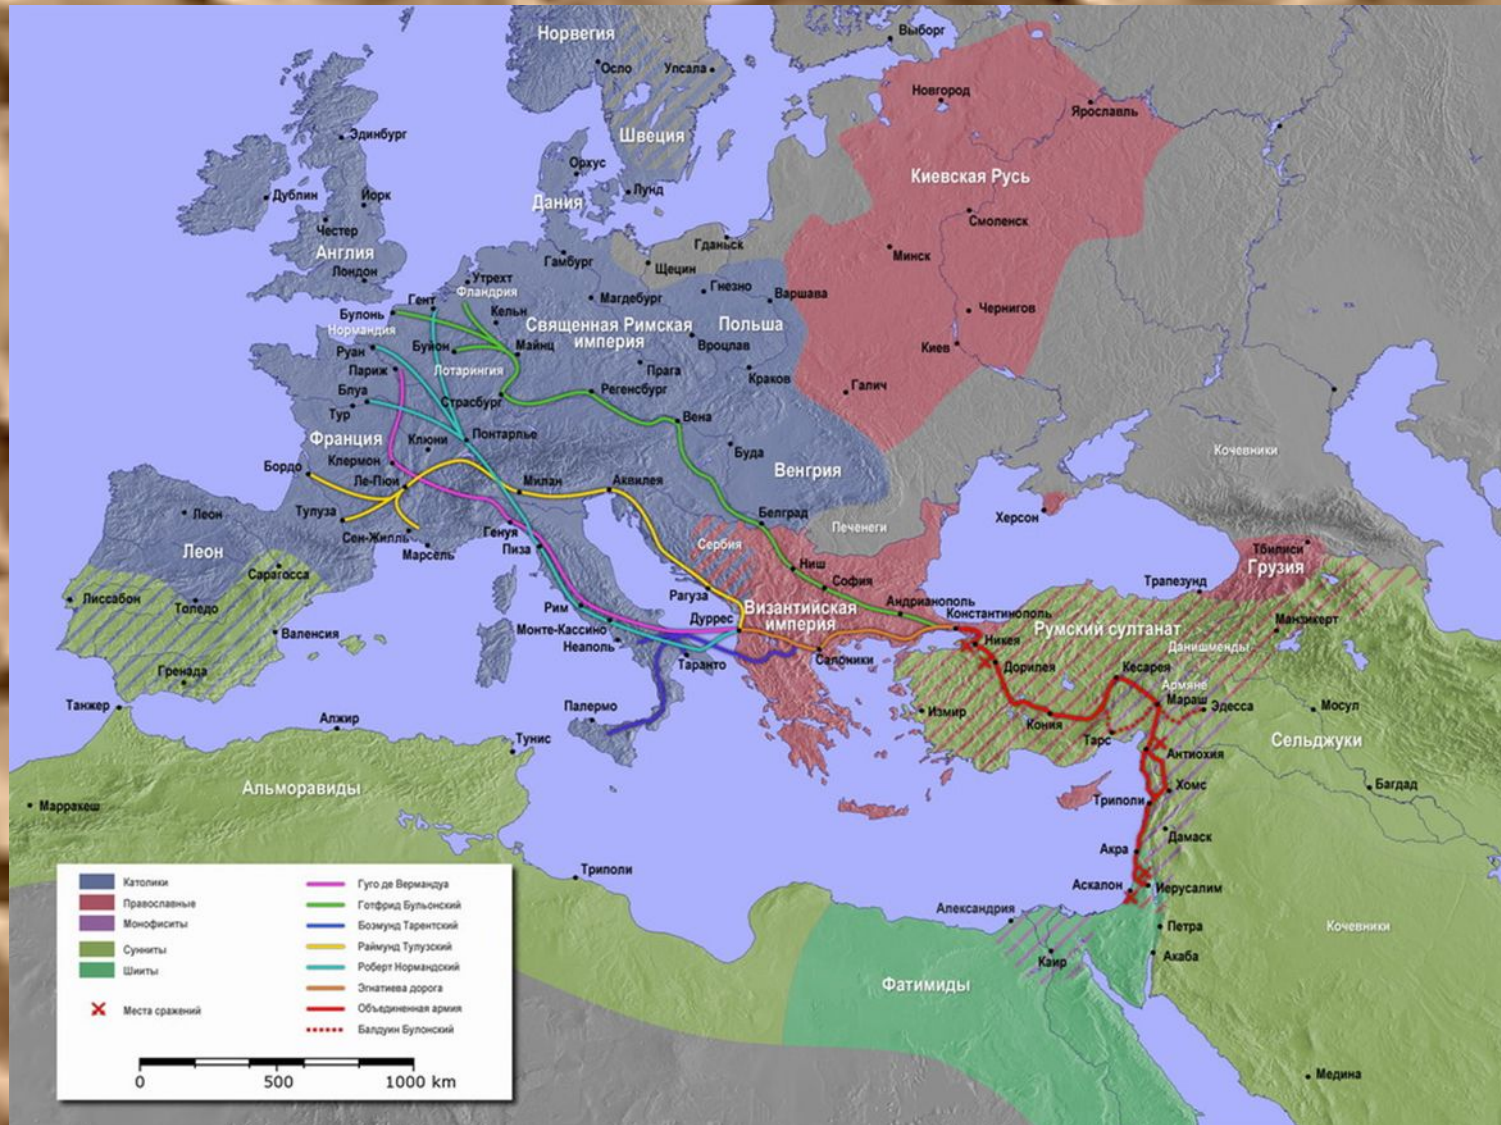 Норвегия
Осло
Упсала
Швеция
Выборг
Новгород
Ярославль
Киевская Русь
Смоленск
Минск
Чернигов
Киев
Галич
Эдинбург
Дублин
Йорк
Честер
Англия
Лондон
Орхус
Дания
Лунд
Гданьск
Щецин
Гамбург
Утрехт
Фландрия
Гент
Кельн
Магдебург
Гнезно
Варшава
Булонь
Нормандия
Священная Римская
империя
Польша
Руан
Буйон
Майнц
Вроцлав
Париж
Лотарингия
Прага
Краков
Блуа
Регенсбург
Тур
Страсбург
Вена
Франция
Клюни
Понтарлье
Буда
Венгрия
Бордо
Клермон
Ле-Пюи
Милан
Аквилея
Кочевники
Леон
Тулуза
Сен-Жилль
Марсель
Генуя
Пиза
Белград
Печенеги
Херсон
Леон
Сарагосса
Сербия
Ниш
София
Тбилиси
Грузия
Трапезунд
Лиссабон
Толедо
Рагуза
Рим
Дуррес
Византийская
империя
Андрианополь
Константинополь
Валенсия
Монте-Кассино
Неаполь
Таранто
Салоники
Никея
Румский султанат
Манзикерт
Данишменды
Гренада
Дорилея
Кесарея
Армяне
Мараш
Эдесса
Мосул
Танжер
Алжир
Палермо
Тунис
Измир
Кония
Тарс
Сельджуки
Антиохия
Альморавиды
Марракеш
Хомс
Багдад
Триполи
Дамаск
Акра
Триполи
Аскалон
Иерусалим
Александрия
Петра
Кочевники
Каир
Акаба
Фатимиды
Медина
Католики
Православные
Монофиситы
Сунниты
Шииты
Места сражений
Гуго де Вермандуа
Готфрид Бульонский
Боэмунд Тарентский
Раймунд Тулузский
Роберт Нормандский
Эгнатиева дорога
Объединенная армия
Балдуин Булонский
0 500 1000 km